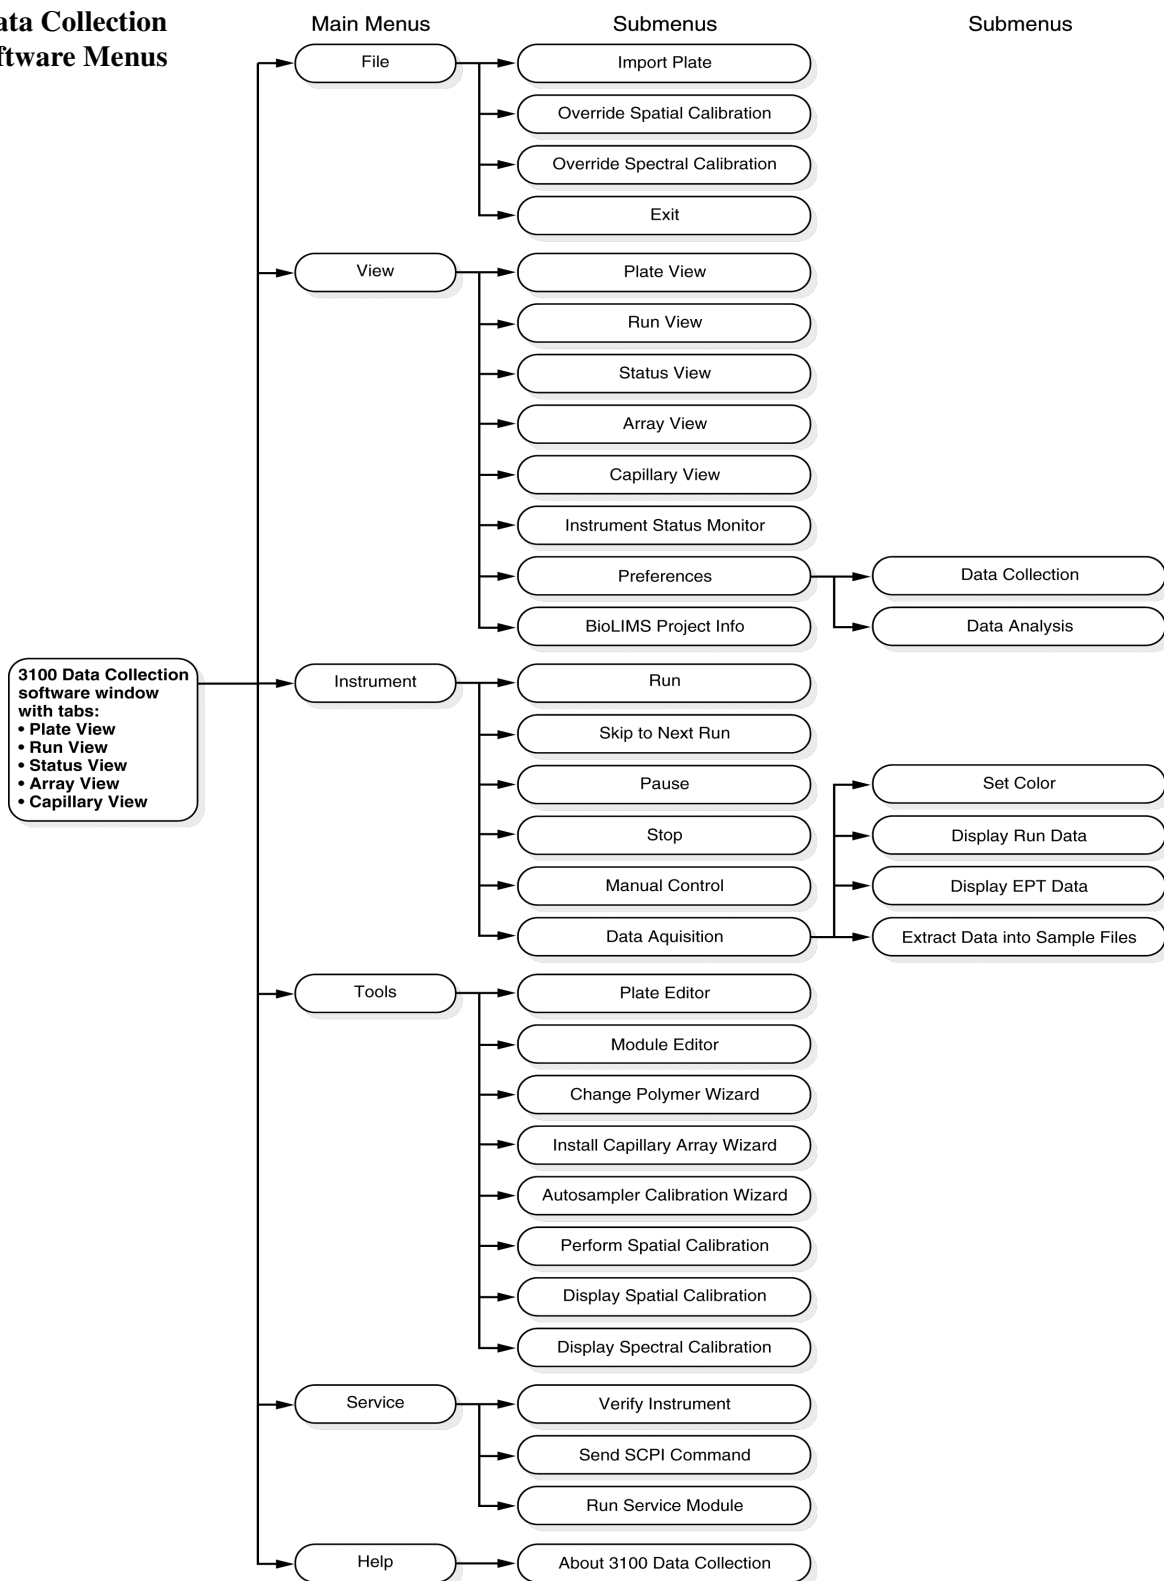 ata Collection
ftware Menus
Main Menus
Submenus
Submenus
File
Import Plate
Override Spatial Calibration
Override Spectral Calibration
Exit
View
Plate View
Run View
Status View
Array View
Capillary View
Instrument Status Monitor
Preferences
Data Collection
Data Analysis
BioLIMS Project Info
3100 Data Collection
software window
with tabs:
• Plate View
• Run View
• Status View
• Array View
• Capillary View
Instrument
Run
Skip to Next Run
Pause
Stop
Manual Control
Data Aquisition
Set Color
Display Run Data
Display EPT Data
Extract Data into Sample Files
Tools
Plate Editor
Module Editor
Change Polymer Wizard
Install Capillary Array Wizard
Autosampler Calibration Wizard
Perform Spatial Calibration
Display Spatial Calibration
Display Spectral Calibration
Service
Verify Instrument
Send SCPI Command
Run Service Module
Help
About 3100 Data Collection